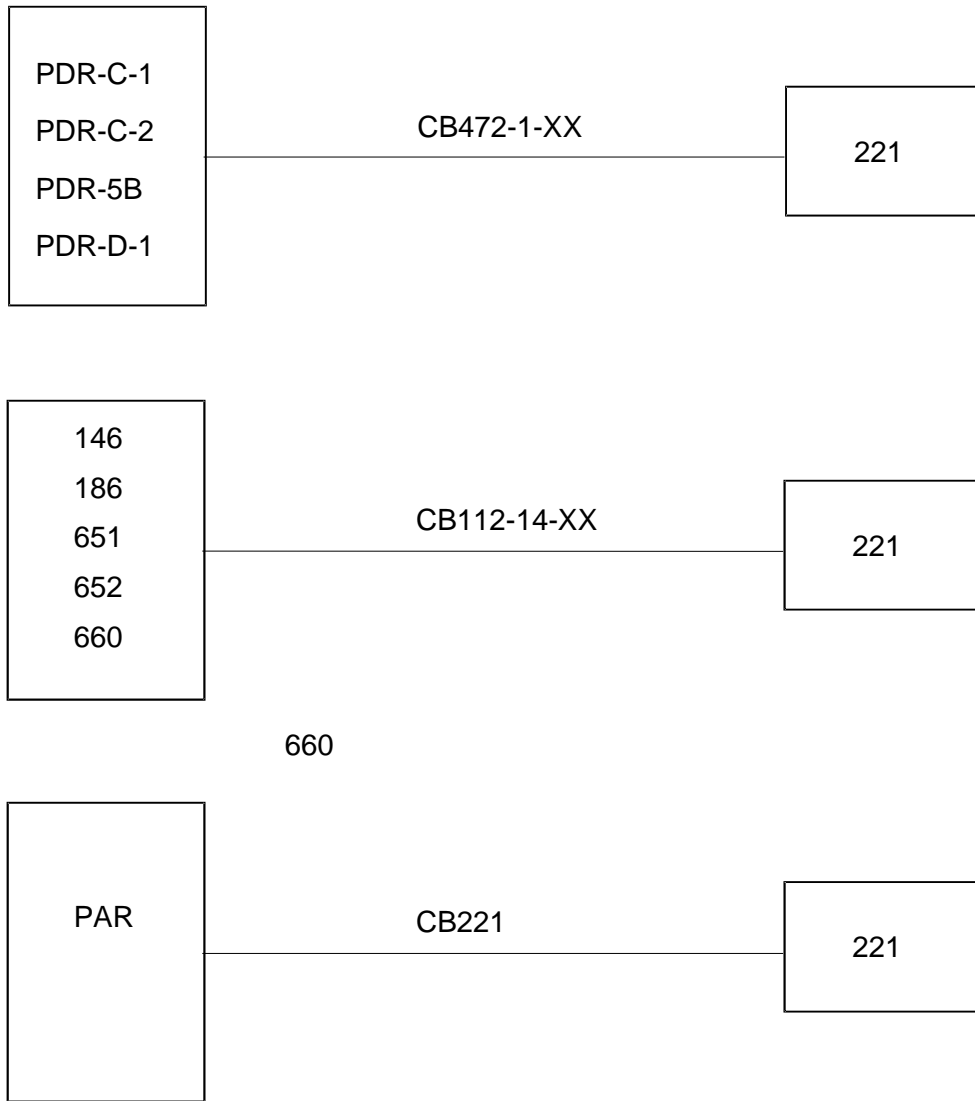 PDR-C-1
PDR-C-2
PDR-5B
PDR-D-1
CB472-1-XX
221
146
186
651
652
660
CB112-14-XX
221
660
PAR
CB221
221